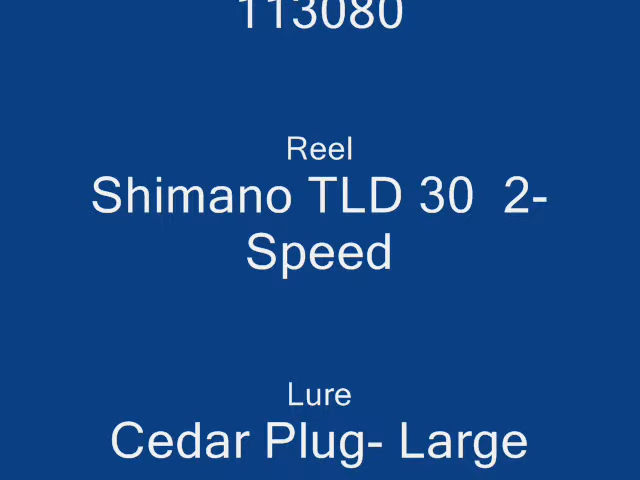 113080
Reel
Shimano TLD 30  2-
Speed
Lure
Cedar Plug- Large